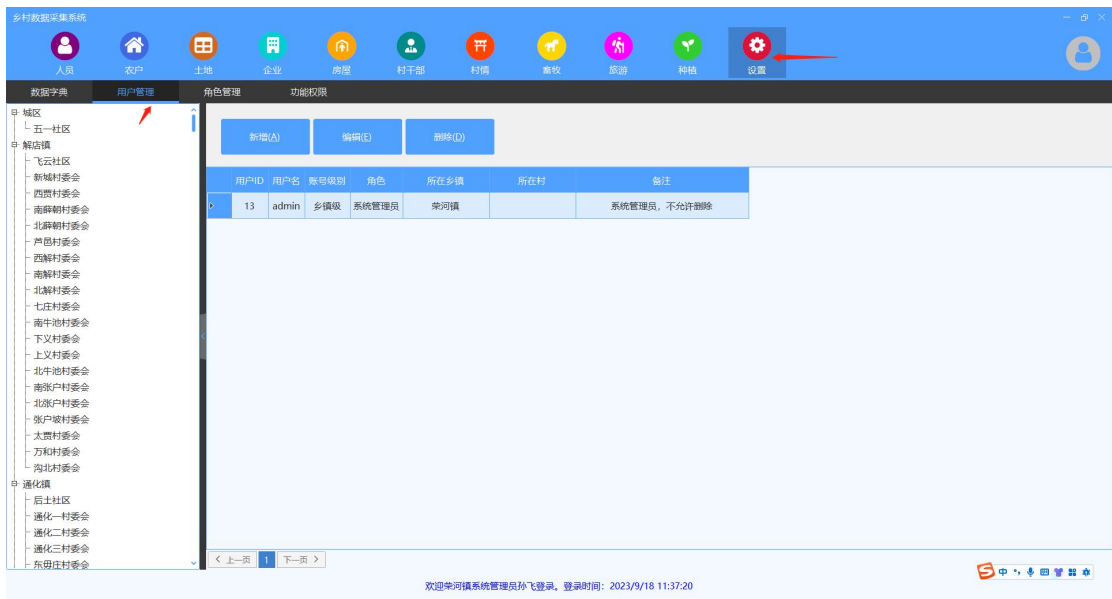 乡村数据采集系统
人员 农户 土地 企业 房屋 村干部 村情 畜牧 旅游 种植 设置
数据字典 用户管理 角色管理 功能权限
城区
五一社区
解店镇
飞云社区
新城村委会
西贾村委会
南薛朝村委会
北薛朝村委会
芦邑村委会
西解村委会
南解村委会
北解村委会
七庄村委会
南牛池村委会
下义村委会
上义村委会
北牛池村委会
南张户村委会
北张户村委会
张户坡村委会
太贾村委会
万和村委会
沟北村委会
通化镇
后土社区
通化一村委会
通化二村委会
通化三村委会
东毋庄村委会
新增(A) 编辑(E) 删除(D)
用户ID 用户名 账号级别 角色 所在乡镇 所在村 备注
13 admin 乡镇级 系统管理员 荣河镇 系统管理员，不允许删除
上一页 1 下一页
中
欢迎荣河镇系统管理员孙飞登录。登录时间：2023/9/18 11:37:20